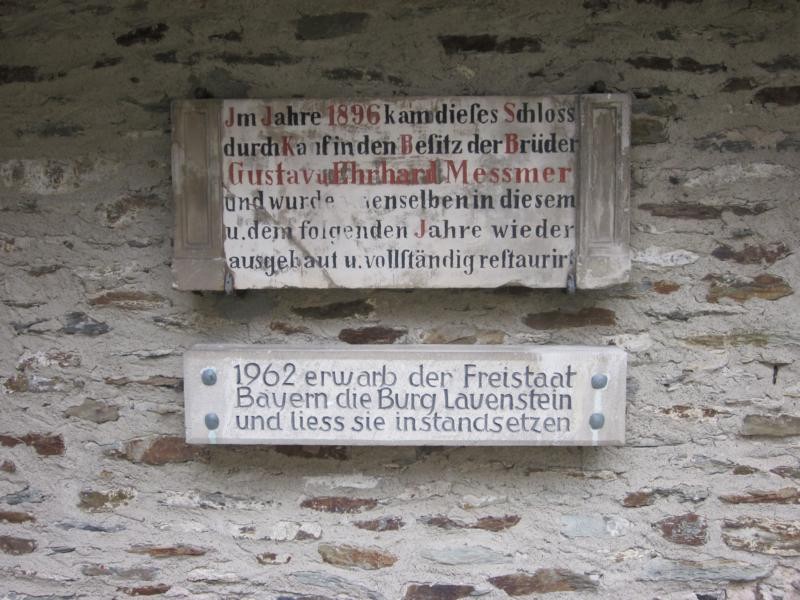 Jm Jahre 1896 kam dieſes Schloss
durch Kauf in den Beſitz der Brüder
Gustav u. Ehrhard Messmer
und wurde denselben in diesem
u. dem folgenden Jahre wieder
ausgebaut u. vollſtändig reſtaurirt
1962 erwarb der Freistaat
Bayern die Burg Lauenstein
und liess sie instandsetzen